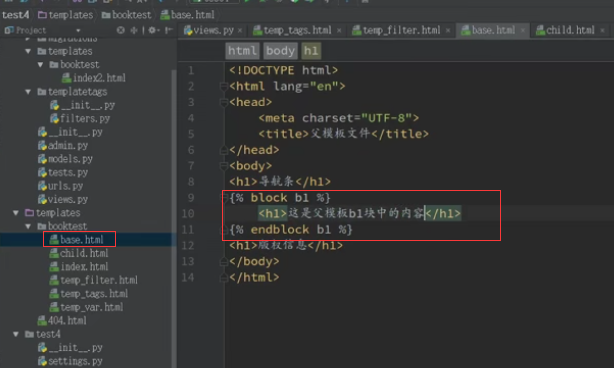 test4 templates booktest base.html
Project
views.py
temp_tags.html
temp_filter.html
base.html
child.html
templates
booktest
index2.html
templatetags
__init__.py
filters.py
__init__.py
admin.py
models.py
tests.py
urls.py
views.py
templates
booktest
base.html
child.html
index.html
temp_filter.html
temp_tags.html
temp_var.html
404.html
test4
__init__.py
settings.py
html body h1
1 <!DOCTYPE html>
2 <html lang="en">
3 <head>
4 <meta charset="UTF-8">
5 <title>父模板文件</title>
6 </head>
7 <body>
8 <h1>导航条</h1>
9 {% block b1 %}
10 <h1>这是父模板b1块中的内容</h1>
11 {% endblock b1 %}
12 <h1>版权信息</h1>
13 </body>
14 </html>